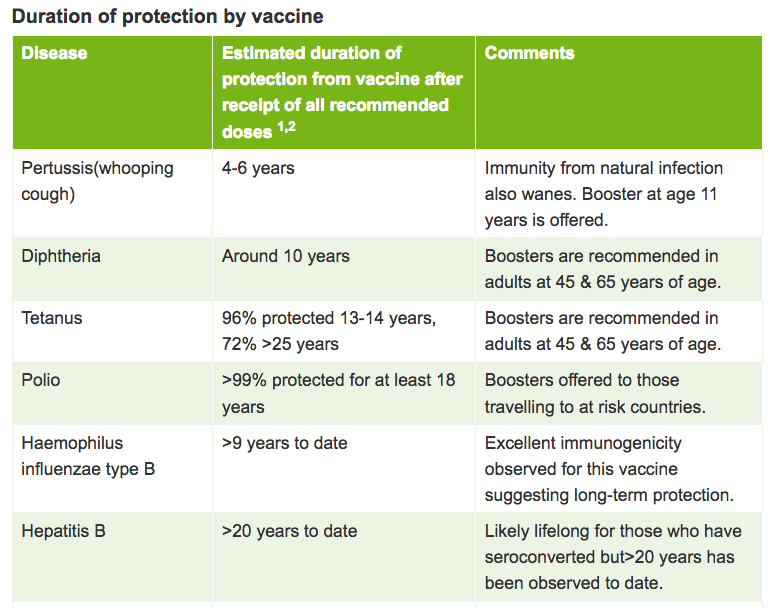 Duration of protection by vaccine
Disease
Estimated duration of
protection from vaccine after
receipt of all recommended
doses 1,2
Comments
Pertussis(whooping
cough)
4-6 years
Immunity from natural infection
also wanes. Booster at age 11
years is offered.
Diphtheria
Around 10 years
Boosters are recommended in
adults at 45 & 65 years of age.
Tetanus
96% protected 13-14 years,
72% >25 years
Boosters are recommended in
adults at 45 & 65 years of age.
Polio
>99% protected for at least 18
years
Boosters offered to those
travelling to at risk countries.
Haemophilus
influenzae type B
>9 years to date
Excellent immunogenicity
observed for this vaccine
suggesting long-term protection.
Hepatitis B
>20 years to date
Likely lifelong for those who have
seroconverted but>20 years has
been observed to date.